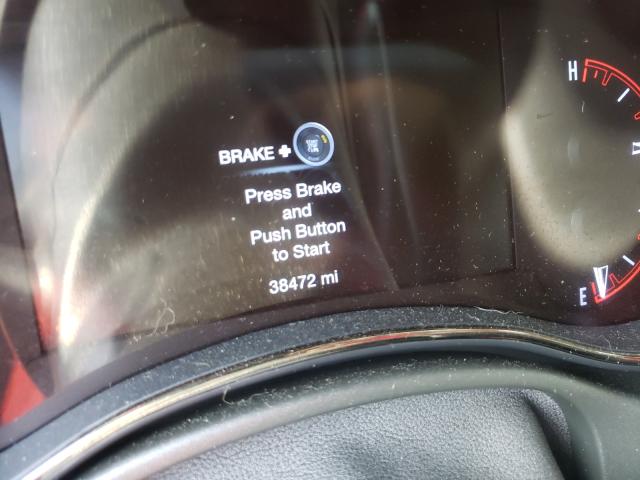 H
BRAKE +
Press Brake
and
Push Button
to Start
38472 mi
E